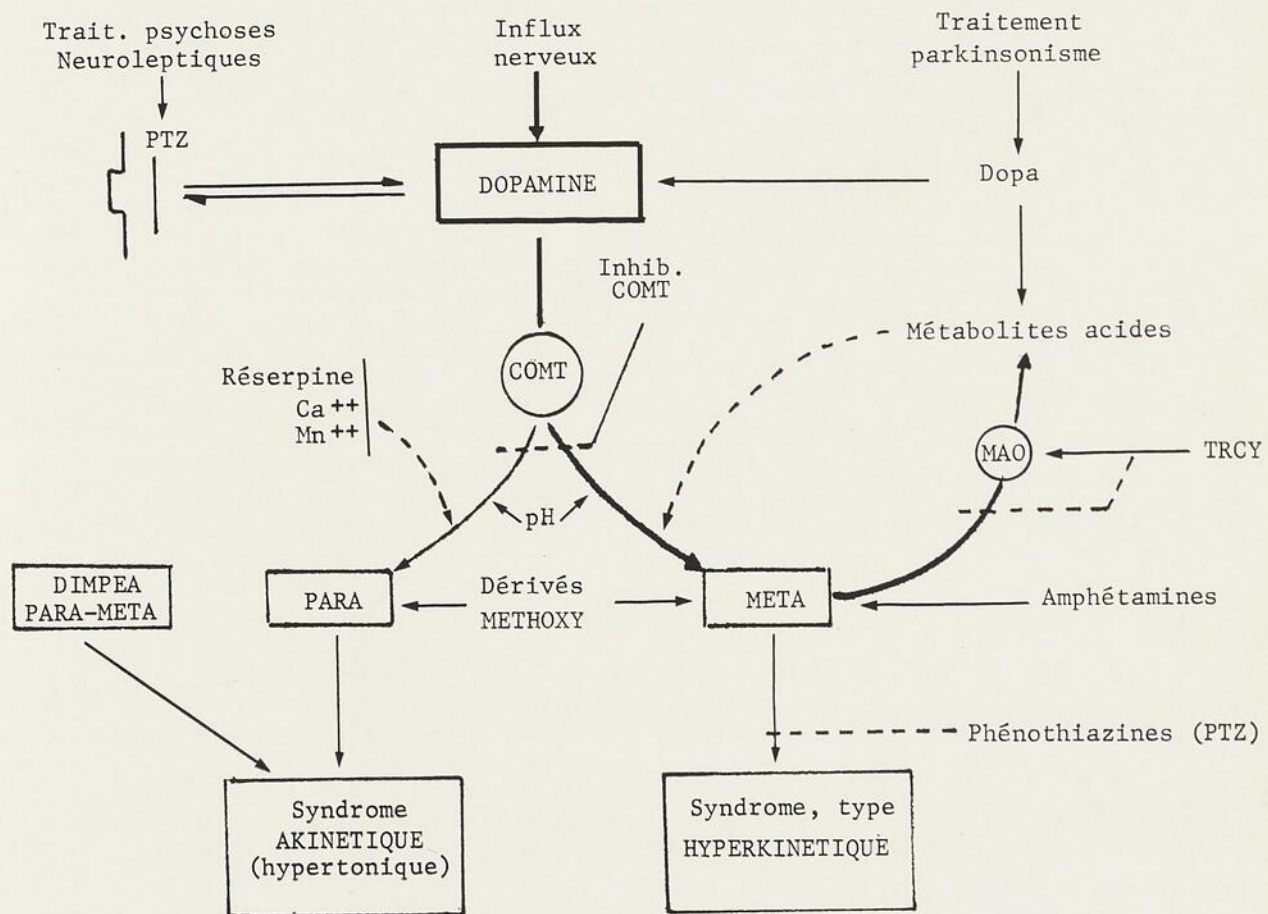 Trait. psychoses
Neuroleptiques
Influx
nerveux
Traitement
parkinsonisme
PTZ
DOPAMINE
Dopa
Inhib.
COMT
Métabolites acides
COMT
Réserpine
Ca ++
Mn ++
MAO
TRCY
pH
DIMPEA
PARA-META
PARA
Dérivés
METHOXY
META
Amphétamines
Phénothiazines (PTZ)
Syndrome
AKINETIQUE
(hypertonique)
Syndrome, type
HYPERKINETIQUE